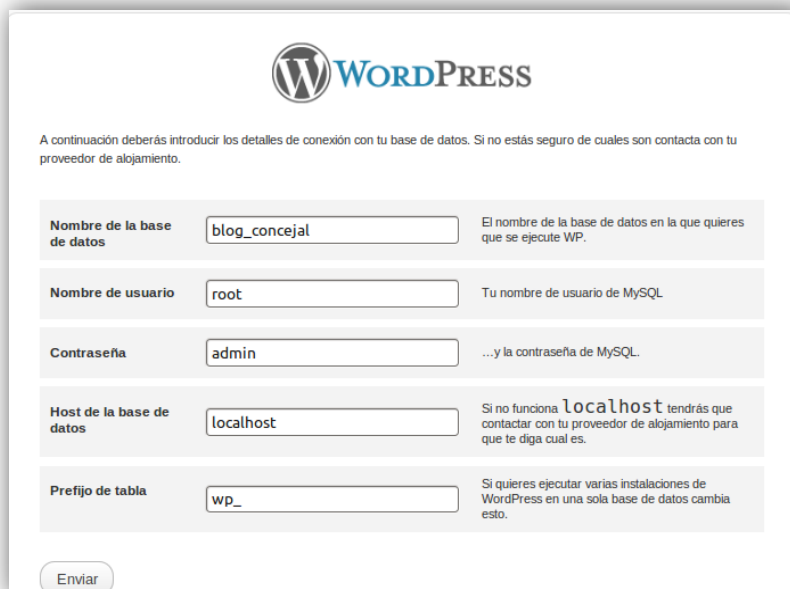 WORDPRESS
A continuación deberás introducir los detalles de conexión con tu base de datos. Si no estás seguro de cuales son contacta con tu
proveedor de alojamiento.
Nombre de la base
de datos
blog_concejal
El nombre de la base de datos en la que quieres
que se ejecute WP.
Nombre de usuario
root
Tu nombre de usuario de MySQL
Contraseña
admin
…y la contraseña de MySQL.
Host de la base de
datos
localhost
Si no funciona localhost tendrás que
contactar con tu proveedor de alojamiento para
que te diga cual es.
Prefijo de tabla
wp_
Si quieres ejecutar varias instalaciones de
WordPress en una sola base de datos cambia
esto.
Enviar